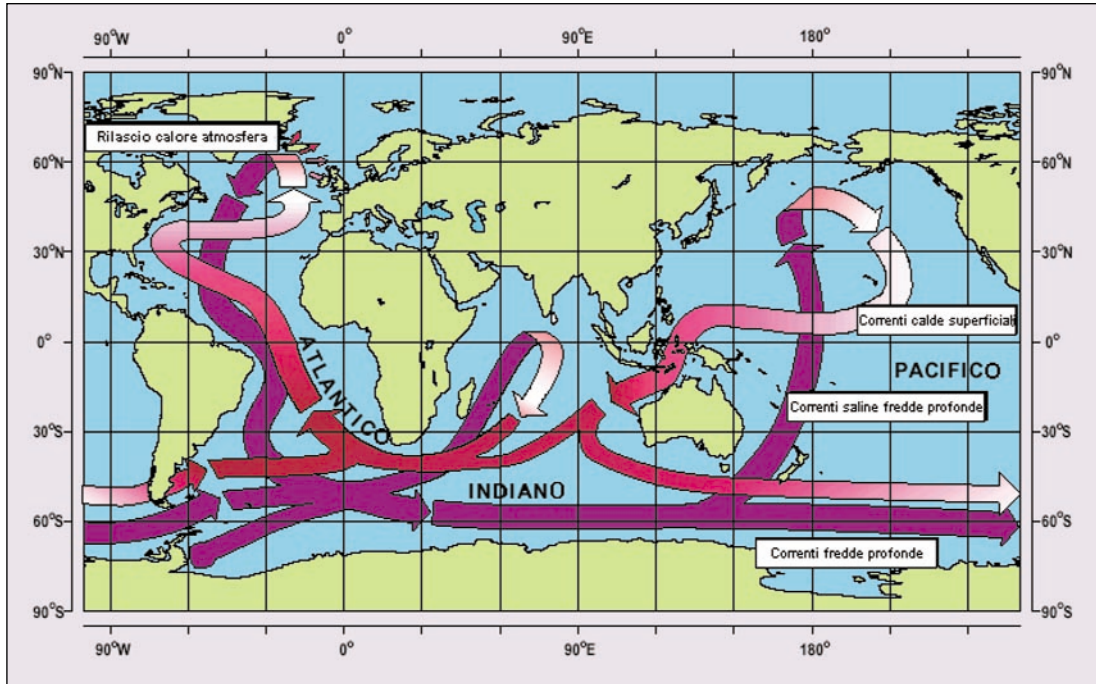 90°W 0° 90°E 180°
90°N 90°N
Rilascio calore atmosfera
60°N 60°N
30°N 30°N
Correnti calde superficiali
0° 0°
ATLANTICO
PACIFICO
Correnti saline fredde profonde
30°S 30°S
INDIANO
60°S 60°S
Correnti fredde profonde
90°S 90°S
90°W 0° 90°E 180°